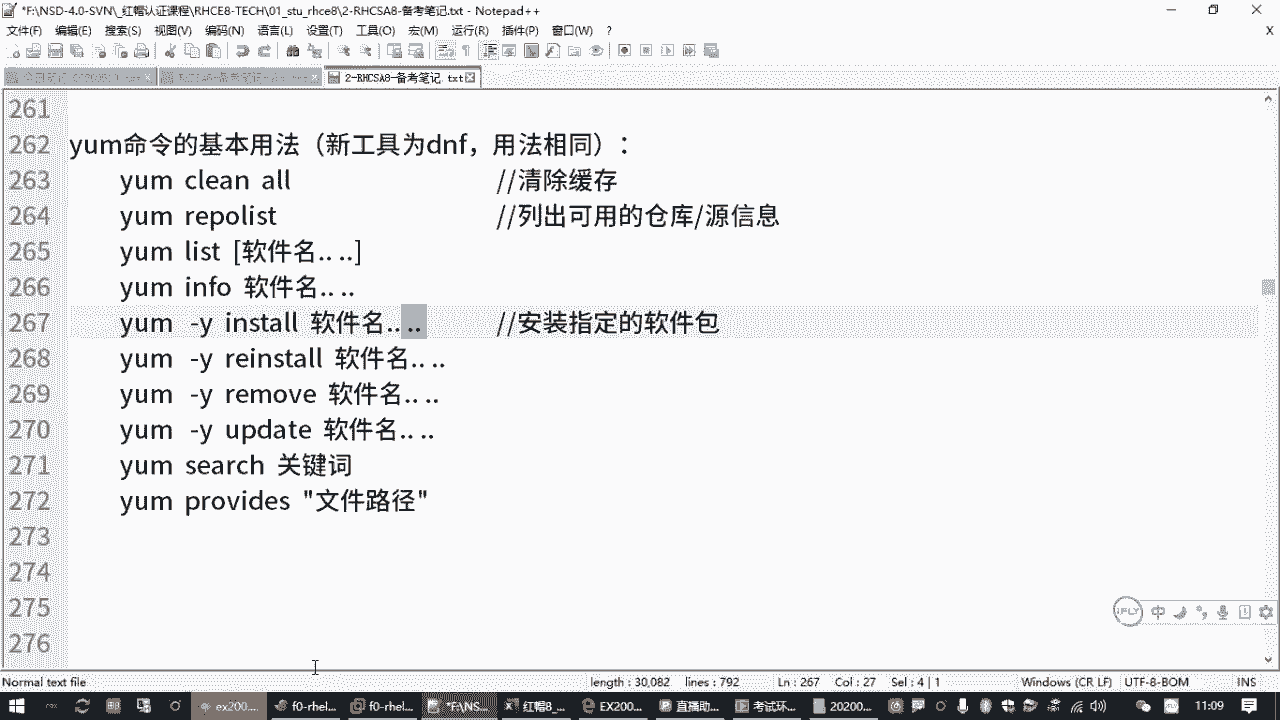 *F:\NSD-4.0-SVN\_红帽认证课程\RHCE8-TECH\01_stu_rhce8\2-RHCSA8-备考笔记.txt - Notepad++
文件(F) 编辑(E) 搜索(S) 视图(V) 编码(N) 语言(L) 设置(T) 工具(O) 宏(M) 运行(R) 插件(P) 窗口(W) ? X
2-RHCSA8-备考笔记.txt
261
262 yum命令的基本用法（新工具为dnf，用法相同）：
263 yum clean all //清除缓存
264 yum repolist //列出可用的仓库/源信息
265 yum list [软件名.. ..]
266 yum info 软件名.. ..
267 yum -y install 软件名.. .. //安装指定的软件包
268 yum -y reinstall 软件名.. ..
269 yum -y remove 软件名.. ..
270 yum -y update 软件名.. ..
271 yum search 关键词
272 yum provides "文件路径"
273
274
275
276
iFLY 中
Normal text file length : 30,082 lines : 792 Ln : 267 Col : 27 Sel : 4 | 1 Windows (CR LF) UTF-8-BOM INS
ex200... f0-rhel... f0-rhel... *F:\NS... 红帽8_... EX200... 直播助... 考试环... 20200... 11:09